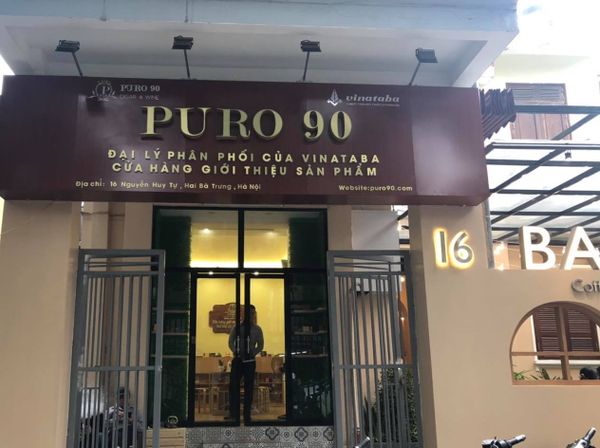 PURO 90
CIGAR & WINE
vinataba
PURO 90
ĐẠI LÝ PHÂN PHỐI CỦA VINATABA
CỬA HÀNG GIỚI THIỆU SẢN PHẨM
Địa chỉ: 16 Nguyễn Huy Tự, Hai Bà Trưng, Hà Nội
Website:puro90.com
16
BA
Coff